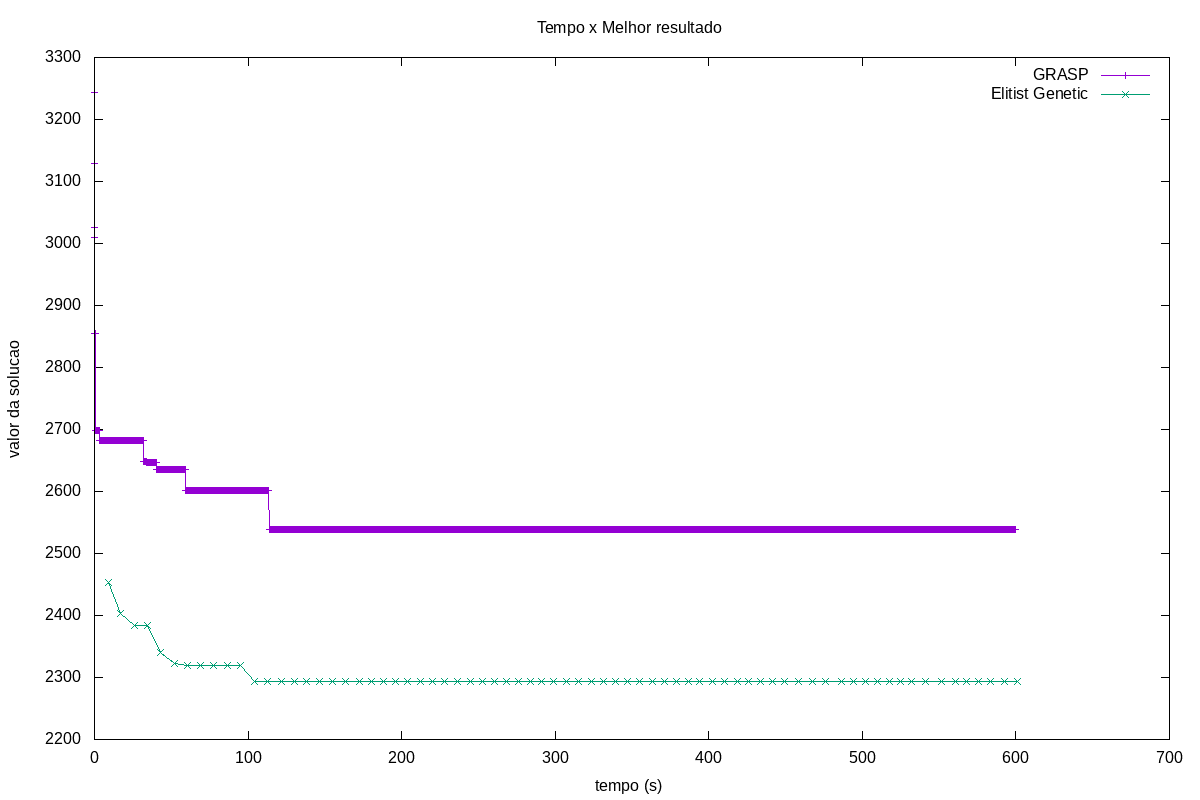 Tempo x Melhor resultado
GRASP
Elitist Genetic
3300
3200
3100
3000
2900
2800
2700
2600
2500
2400
2300
2200
valor da solucao
0 100 200 300 400 500 600 700
tempo (s)